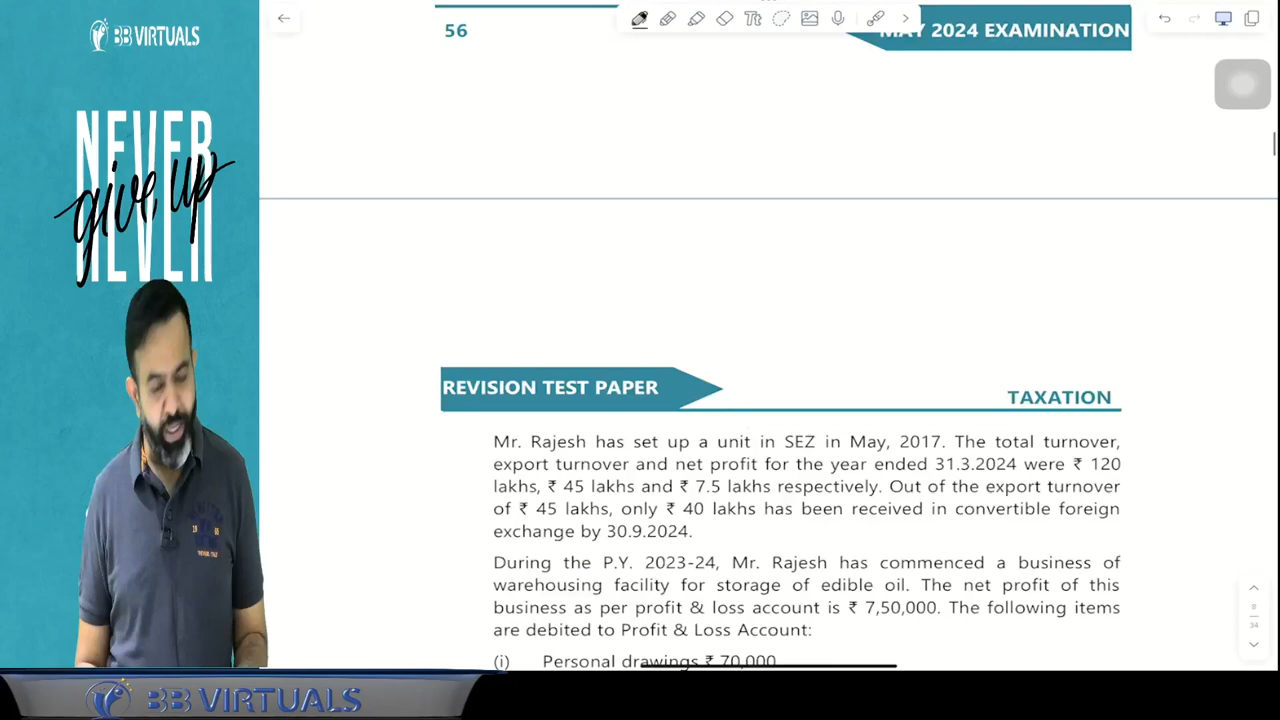 BB VIRTUALS
NEVER
give up
NEVER
56
MAY 2024 EXAMINATION
REVISION TEST PAPER
TAXATION
Mr. Rajesh has set up a unit in SEZ in May, 2017. The total turnover,
export turnover and net profit for the year ended 31.3.2024 were ₹ 120
lakhs, ₹ 45 lakhs and ₹ 7.5 lakhs respectively. Out of the export turnover
of ₹ 45 lakhs, only ₹ 40 lakhs has been received in convertible foreign
exchange by 30.9.2024.
During the P.Y. 2023-24, Mr. Rajesh has commenced a business of
warehousing facility for storage of edible oil. The net profit of this
business as per profit & loss account is ₹ 7,50,000. The following items
are debited to Profit & Loss Account:
(i) Personal drawings ₹ 70,000
8
34
BB VIRTUALS